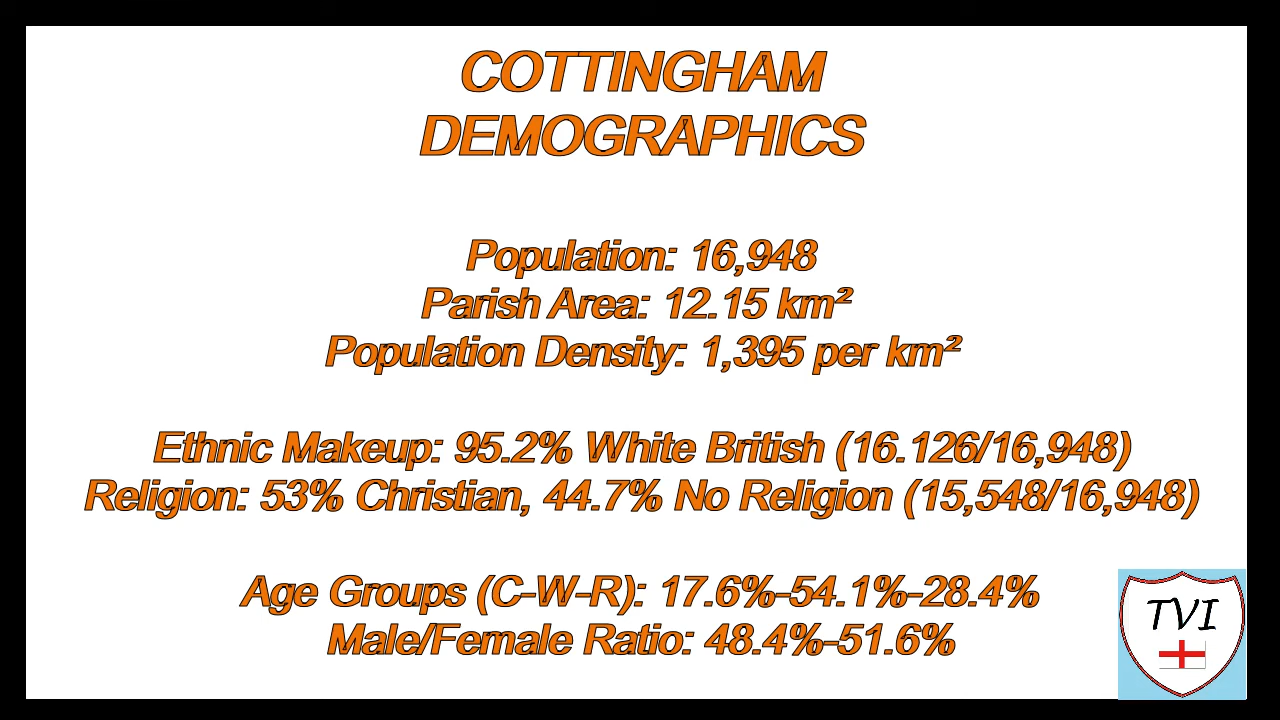 COTTINGHAM
DEMOGRAPHICS
Population: 16,948
Parish Area: 12.15 km²
Population Density: 1,395 per km²
Ethnic Makeup: 95.2% White British (16.126/16,948)
Religion: 53% Christian, 44.7% No Religion (15,548/16,948)
Age Groups (C-W-R): 17.6%-54.1%-28.4%
Male/Female Ratio: 48.4%-51.6%
TVI